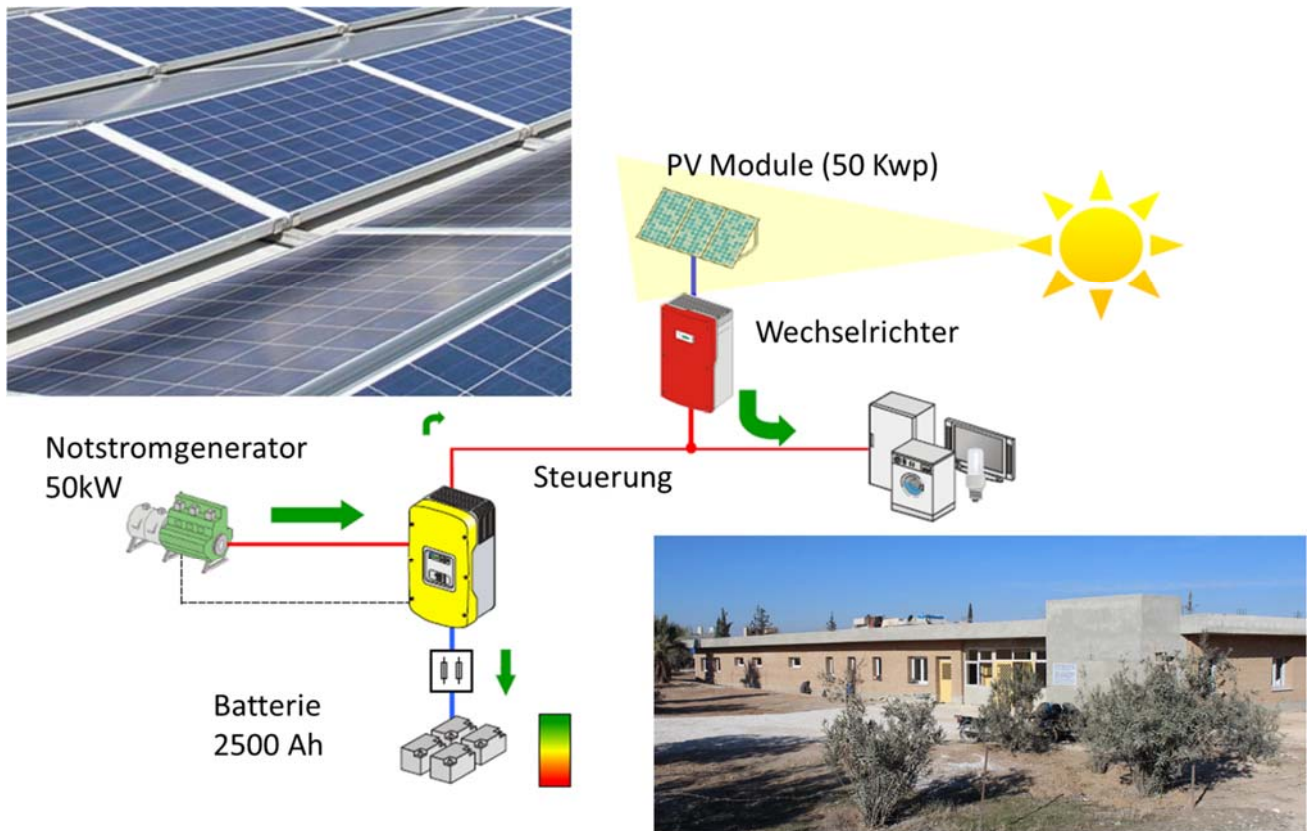 PV Module (50 Kwp)
Wechselrichter
Notstromgenerator
50kW
Steuerung
Batterie
2500 Ah